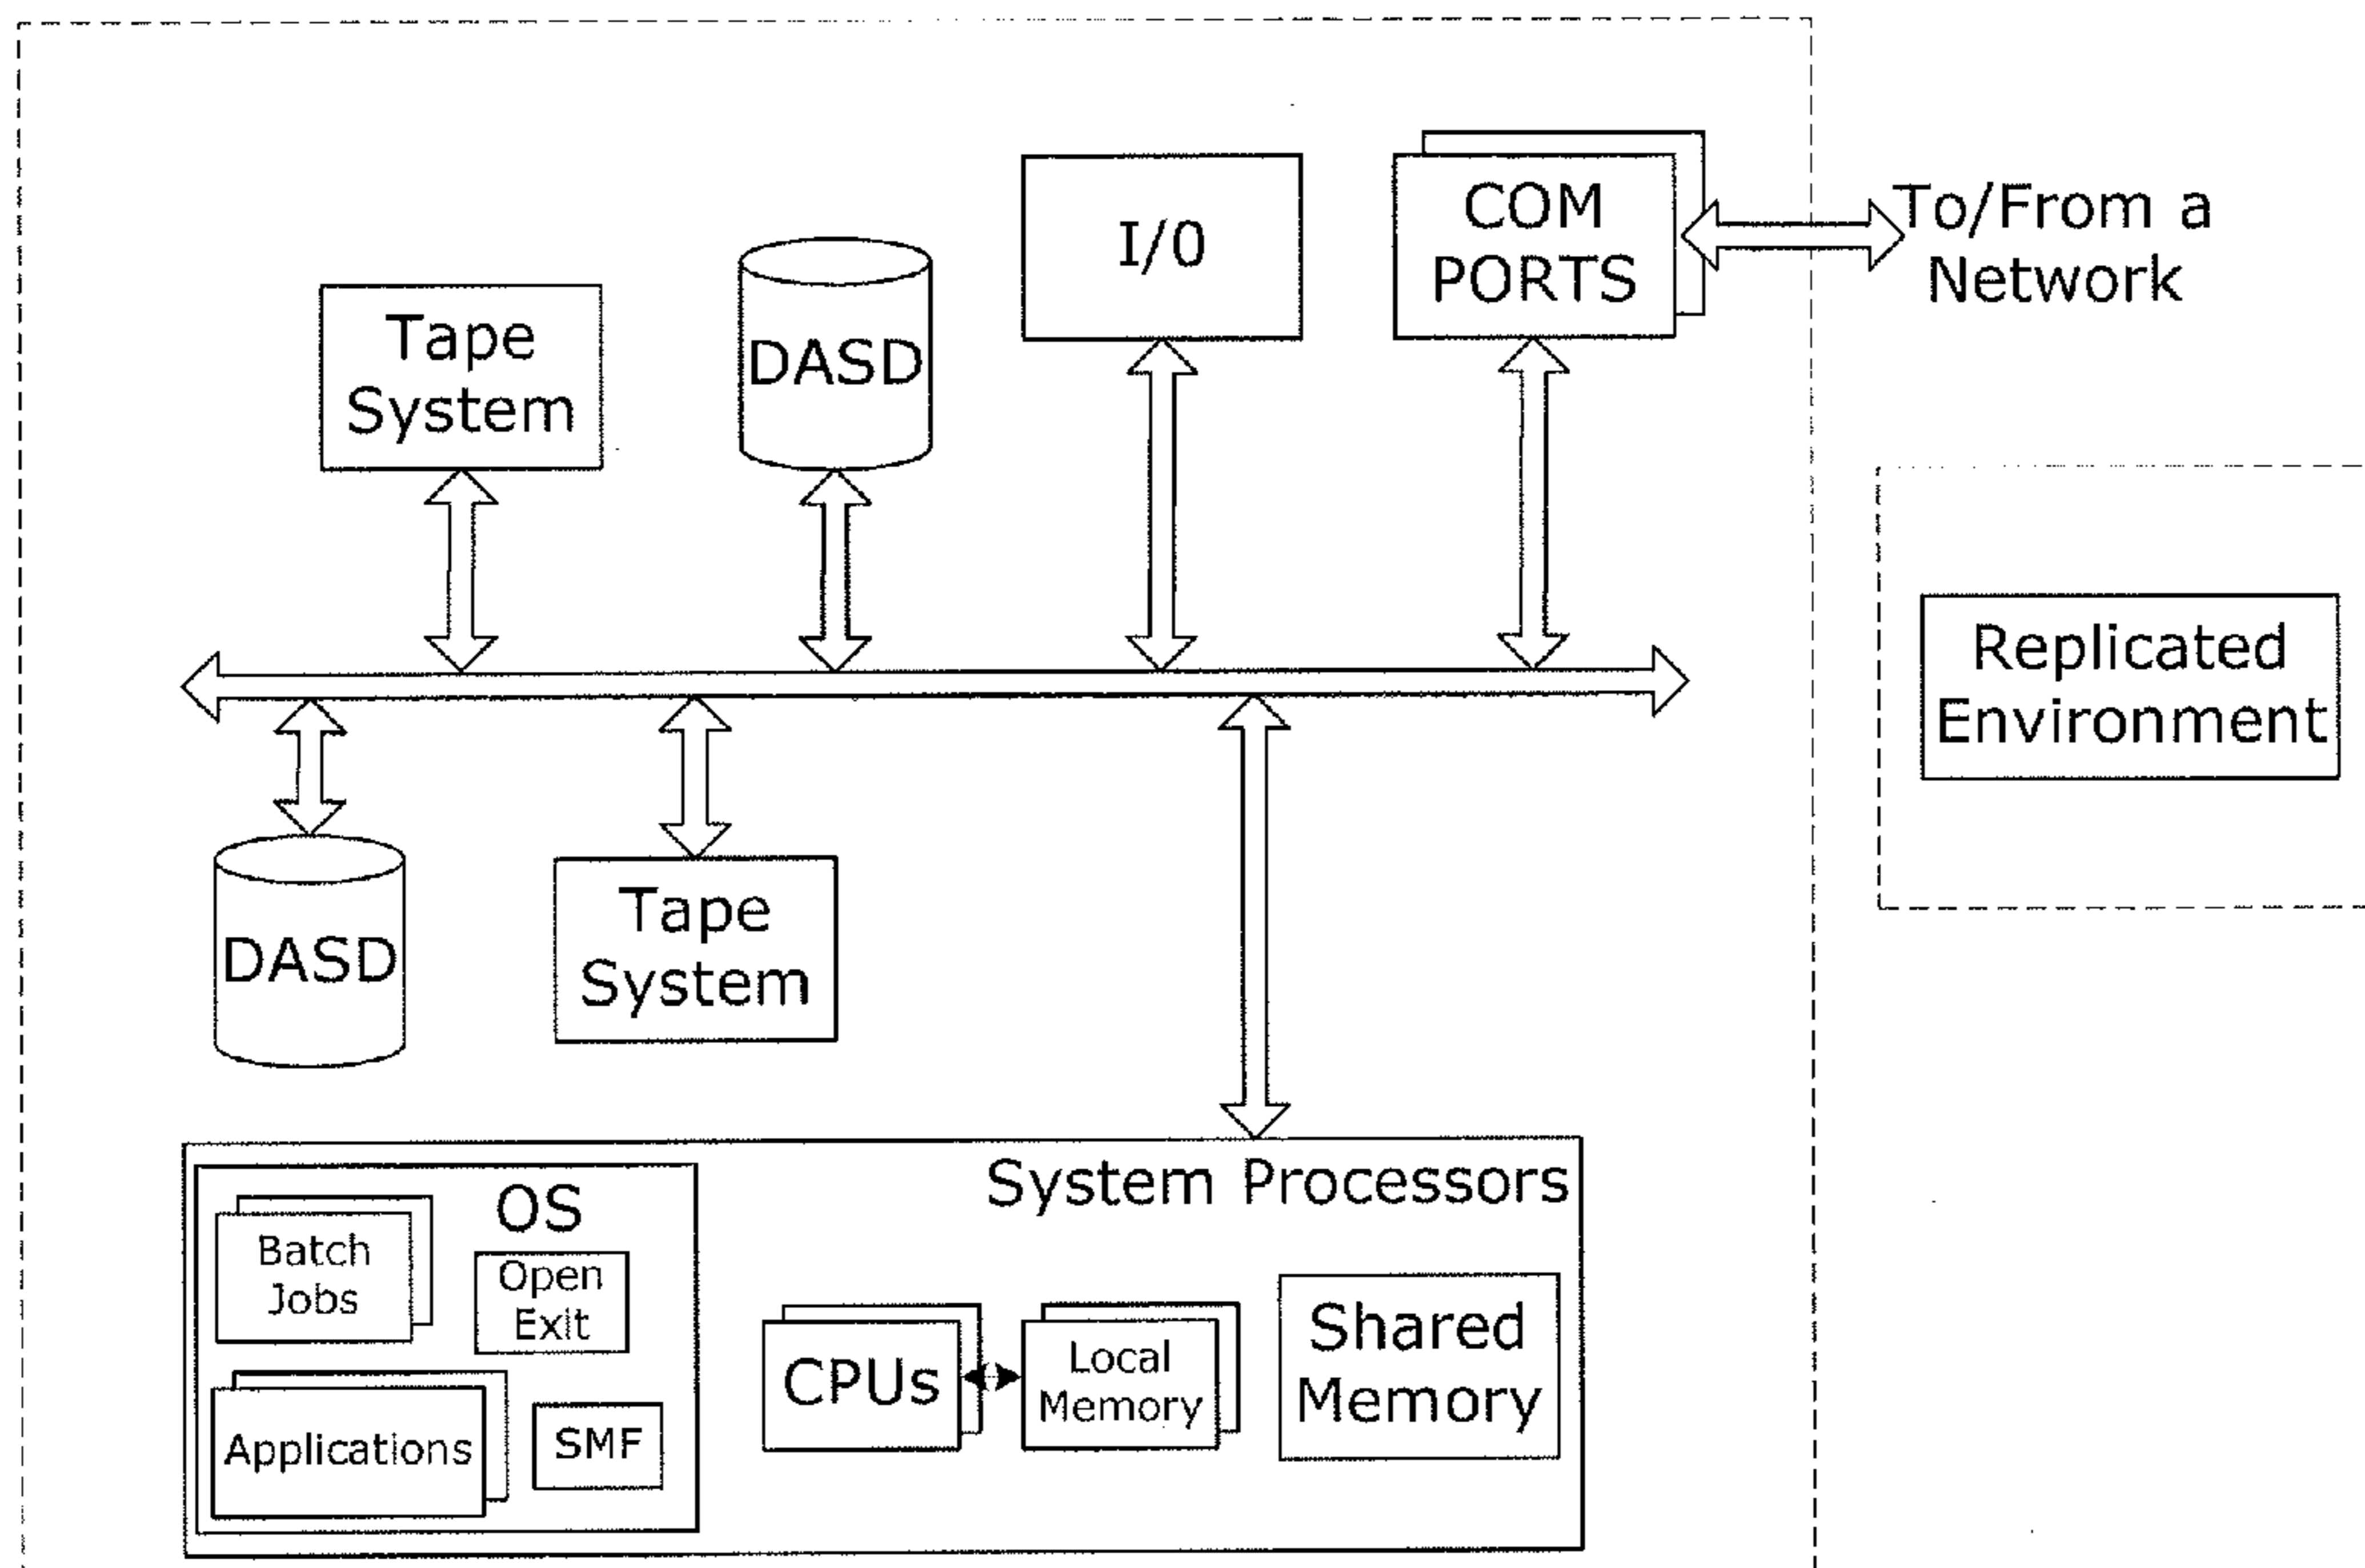 COM
PORTS
To/From a
Network
I/0
Tape
System
DASD
Replicated
Environment
DASD
Tape
System
System Processors
OS
Batch
Jobs
Open
Exit
Applications
SMF
CPUs
Local
Memory
Shared
Memory